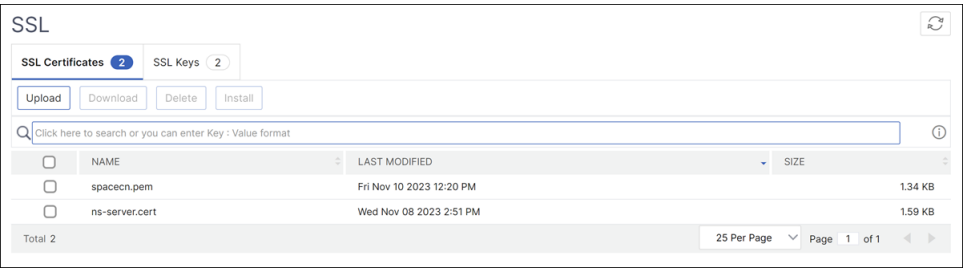 SSL
SSL Certificates 2 SSL Keys 2
Upload Download Delete Install
Click here to search or you can enter Key : Value format
NAME LAST MODIFIED SIZE
spacecn.pem Fri Nov 10 2023 12:20 PM 1.34 KB
ns-server.cert Wed Nov 08 2023 2:51 PM 1.59 KB
Total 2 25 Per Page Page 1 of 1